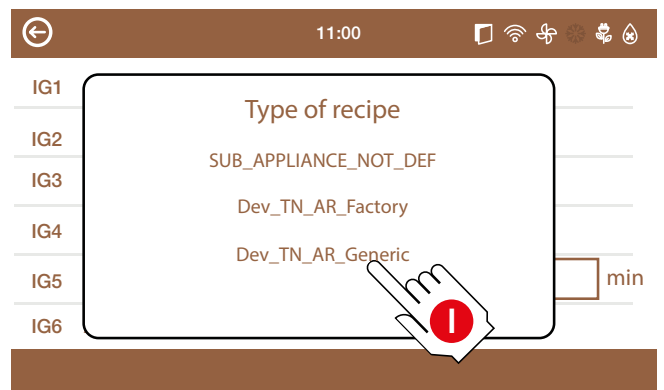 11:00
IG1
Type of recipe
IG2
SUB_APPLIANCE_NOT_DEF
IG3
Dev_TN_AR_Factory
IG4
Dev_TN_AR_Generic
IG5
min
IG6
I